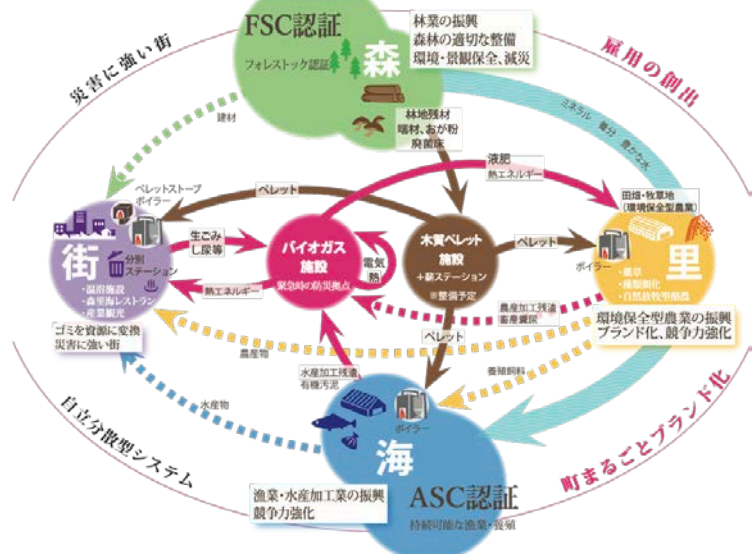 FSC認証
フォレストック認証
森
林業の振興
森林の適切な整備
環境・景観保全、減災
災害に強い街
雇用の創出
建材
林地残材
端材、おが粉
廃菌床
ミネラル 養分 豊かな水
液肥
熱エネルギー
ペレットストーブ
ボイラー
ペレット
田畑・牧草地
(環境保全型農業)
街
分別
ステーション
・温浴施設
・森里海レストラン
・産業観光
生ごみ
し尿等
熱エネルギー
バイオガス
施設
緊急時の防災拠点
電気
熱
木質ペレット
施設
+薪ステーション
※整備予定
ペレット
ボイラー
里
・自然放牧型酪農
ゴミを資源に変換
災害に強い街
農産加工残渣
畜産糞尿
環境保全型農業の振興
ブランド化、競争力強化
農産物
ペレット
養殖飼料
水産加工残渣
有機汚泥
水産物
ボイラー
海
自立分散型システム
町まるごとブランド化
漁業・水産加工業の振興
競争力強化
ASC認証
持続可能な漁業・養殖